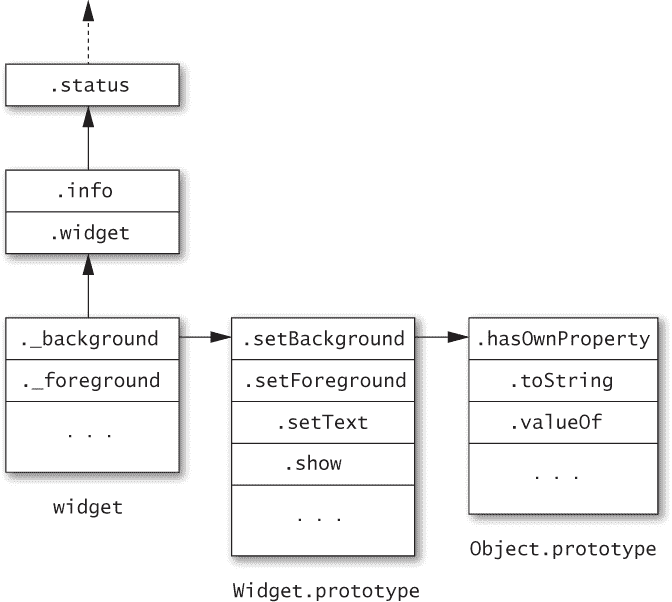 .status
.info
.widget
._background
._foreground
. . .
widget
.setBackground
.setForeground
.setText
.show
. . .
Widget.prototype
.hasOwnProperty
.toString
.valueOf
. . .
Object.prototype